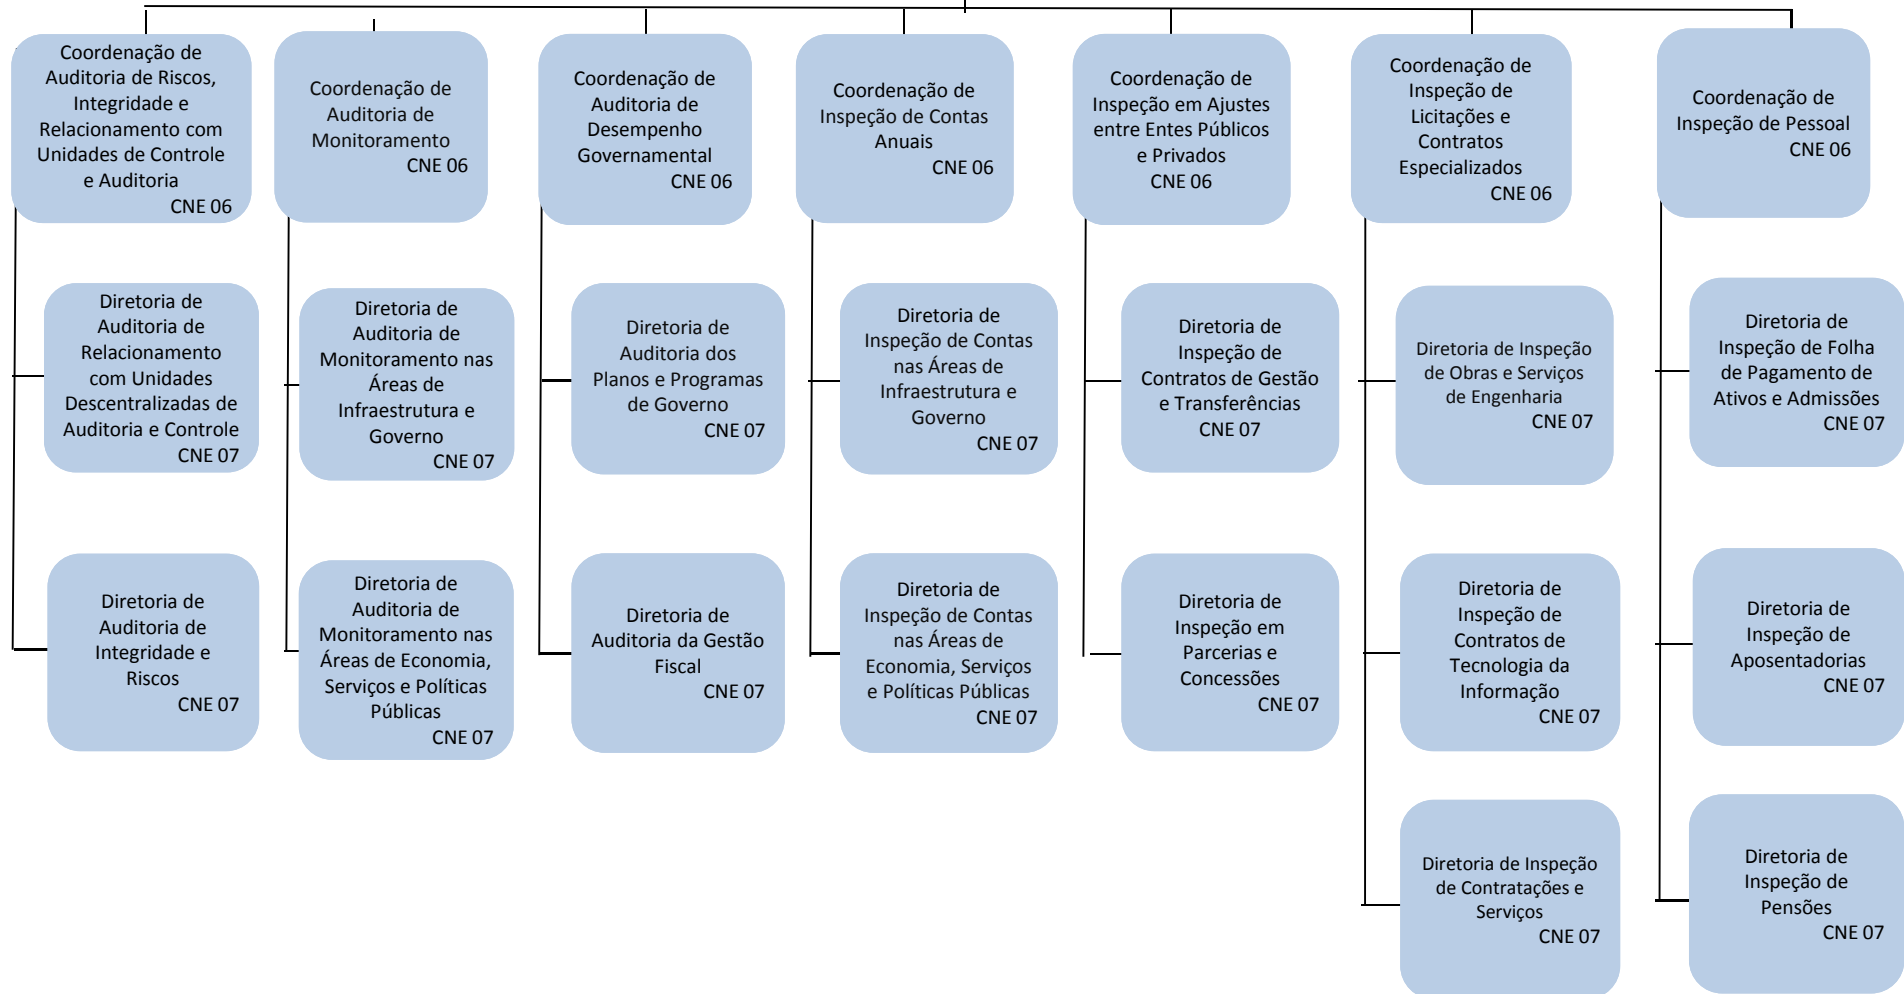 Coordenação de
Auditoria de Riscos,
Integridade e
Relacionamento com
Unidades de Controle
e Auditoria
CNE 06
Coordenação de
Auditoria de
Monitoramento
CNE 06
Coordenação de
Auditoria de
Desempenho
Governamental
CNE 06
Coordenação de
Inspeção de Contas
Anuais
CNE 06
Coordenação de
Inspeção em Ajustes
entre Entes Públicos
e Privados
CNE 06
Coordenação de
Inspeção de
Licitações e
Contratos
Especializados
CNE 06
Coordenação de
Inspeção de Pessoal
CNE 06
Diretoria de
Auditoria de
Relacionamento
com Unidades
Descentralizadas de
Auditoria e Controle
CNE 07
Diretoria de
Auditoria de
Monitoramento nas
Áreas de
Infraestrutura e
Governo
CNE 07
Diretoria de
Auditoria dos
Planos e Programas
de Governo
CNE 07
Diretoria de
Inspeção de Contas
nas Áreas de
Infraestrutura e
Governo
CNE 07
Diretoria de
Inspeção de
Contratos de Gestão
e Transferências
CNE 07
Diretoria de Inspeção
de Obras e Serviços
de Engenharia
CNE 07
Diretoria de
Inspeção de Folha
de Pagamento de
Ativos e Admissões
CNE 07
Diretoria de
Auditoria de
Integridade e
Riscos
CNE 07
Diretoria de
Auditoria de
Monitoramento nas
Áreas de Economia,
Serviços e Políticas
Públicas
CNE 07
Diretoria de
Auditoria da Gestão
Fiscal
CNE 07
Diretoria de
Inspeção de Contas
nas Áreas de
Economia, Serviços
e Políticas Públicas
CNE 07
Diretoria de
Inspeção em
Parcerias e
Concessões
CNE 07
Diretoria de
Inspeção de
Contratos de
Tecnologia da
Informação
CNE 07
Diretoria de
Inspeção de
Aposentadorias
CNE 07
Diretoria de Inspeção
de Contratações e
Serviços
CNE 07
Diretoria de
Inspeção de
Pensões
CNE 07